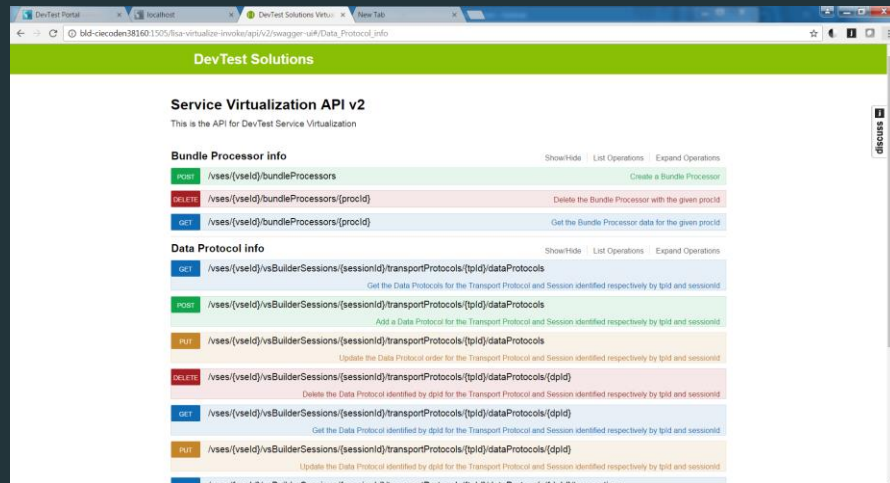 DevTest Portal
localhost
DevTest Solutions Virtu
New Tab
bld-ciecoden38160:1505/lisa-virtualize-invoke/api/v2/swagger-ui#/Data_Protocol_info
DevTest Solutions
discuss
Service Virtualization API v2
This is the API for DevTest Service Virtualization
Bundle Processor info Show/Hide List Operations Expand Operations
POST /vses/{vseId}/bundleProcessors Create a Bundle Processor
DELETE /vses/{vseId}/bundleProcessors/{procId} Delete the Bundle Processor with the given procId
GET /vses/{vseId}/bundleProcessors/{procId} Get the Bundle Processor data for the given procId
Data Protocol info Show/Hide List Operations Expand Operations
GET /vses/{vseId}/vsBuilderSessions/{sessionId}/transportProtocols/{tpId}/dataProtocols
Get the Data Protocols for the Transport Protocol and Session identified respectively by tpId and sessionId
POST /vses/{vseId}/vsBuilderSessions/{sessionId}/transportProtocols/{tpId}/dataProtocols
Add a Data Protocol for the Transport Protocol and Session identified respectively by tpId and sessionId
PUT /vses/{vseId}/vsBuilderSessions/{sessionId}/transportProtocols/{tpId}/dataProtocols
Update the Data Protocol order for the Transport Protocol and Session identified respectively by tpId and sessionId
DELETE /vses/{vseId}/vsBuilderSessions/{sessionId}/transportProtocols/{tpId}/dataProtocols/{dpId}
Delete the Data Protocol identified by dpId for the Transport Protocol and Session identified respectively by tpId and sessionId
GET /vses/{vseId}/vsBuilderSessions/{sessionId}/transportProtocols/{tpId}/dataProtocols/{dpId}
Get the Data Protocol identified by dpId for the Transport Protocol and Session identified respectively by tpId and sessionId
PUT /vses/{vseId}/vsBuilderSessions/{sessionId}/transportProtocols/{tpId}/dataProtocols/{dpId}
Update the Data Protocol identified by dpId for the Transport Protocol and Session identified respectively by tpId and sessionId